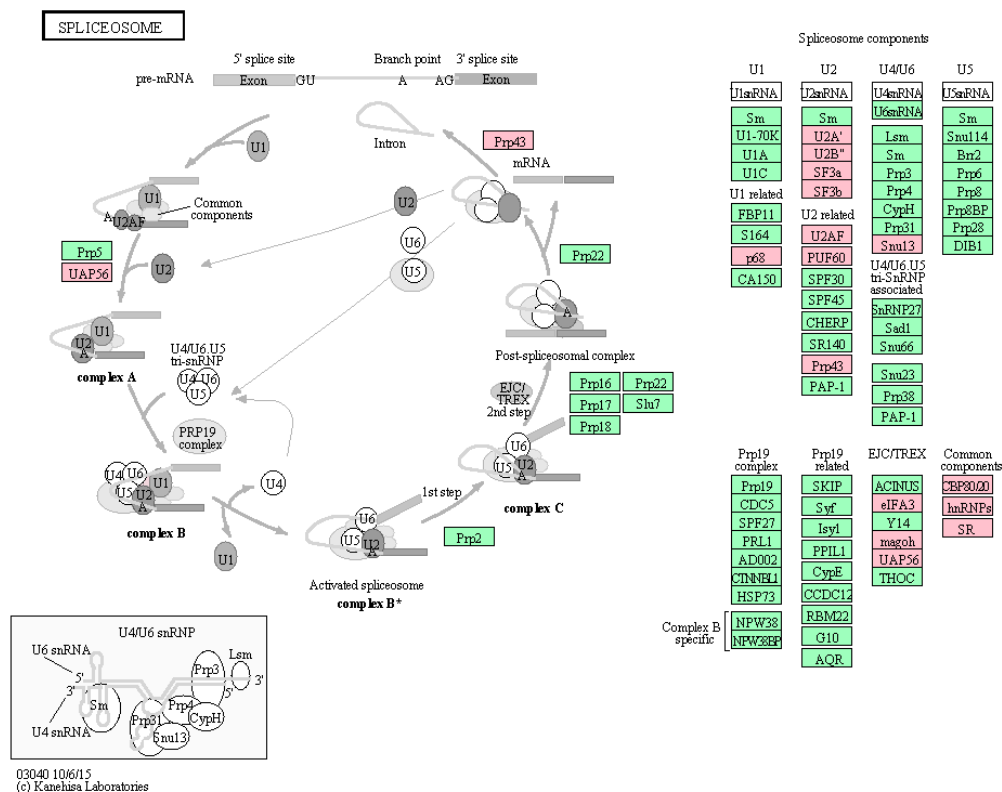 SPLICEOSOME
5' splice site
Branch point
3' splice site
pre-mRNA
Exon
GU
A
AG
Exon
Intron
Prp43
mRNA
U1
U1
A
U2AF
Common
components
Prp5
UAP56
U2
U2
U6
U5
Prp22
A
Post-spliceosomal complex
U1
U2
A
complex A
U4/U6.U5
tri-snRNP
U4
U6
U5
PRP19
complex
U4
U6
U5
U2
U1
A
complex B
U4
U1
1st step
U6
U5
U2
A
Prp2
Activated spliceosome
complex B*
EJC/
TREX
2nd step
Prp16
Prp22
Prp17
Slu7
Prp18
U6
U5
U2
A
complex C
U4/U6 snRNP
U6 snRNA
5'
3'
U4 snRNA
Sm
Prp3
Lsm
3'
5'
Prp4
CypH
Prp31
Snu13
03040 10/6/15
(c) Kanehisa Laboratories
Spliceosome components
U1
U1snRNA
Sm
U1-70K
U1A
U1C
U1 related
FBP11
S164
p68
CA150
U2
U2snRNA
Sm
U2A'
U2B"
SF3a
SF3b
U2 related
U2AF
PUF60
SPF30
SPF45
CHERP
SR140
Prp43
PAP-1
U4/U6
U4snRNA
U6snRNA
Lsm
Sm
Prp3
Prp4
CypH
Prp31
Snu13
U4/U6.U5
tri-SnRNP
associated
SnRNP27
Sad1
Snu66
Snu23
Prp38
PAP-1
U5
U5snRNA
Sm
Snu114
Brr2
Prp6
Prp8
Prp8BP
Prp28
DIB1
Prp19
complex
Prp19
CDC5
SPF27
PRL1
AD002
CTNNBL1
HSP73
Complex B
specific
NPW38
NPW38BP
Prp19
related
SKIP
Syf
Isy1
PPIL1
CypE
CCDC12
RBM22
G10
AQR
EJC/TREX
ACINUS
eIFA3
Y14
magoh
UAP56
THOC
Common
components
CBP80/20
hnRNPs
SR